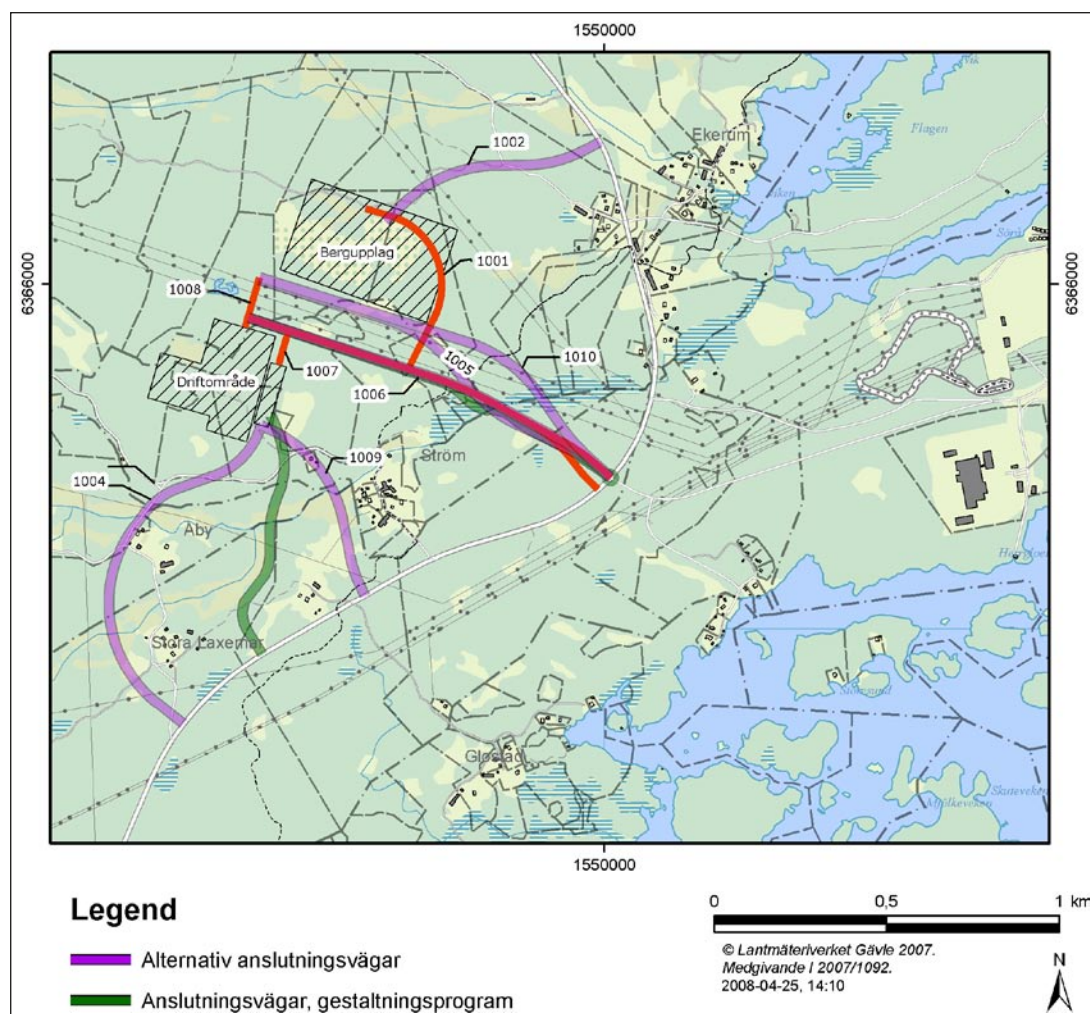 1550000
Vik
Flagen
Ekerum
1002
6366000
Bergupplag
1001
6366000
1008
1005
1010
1007
Driftområde
1006
Ström
1009
1004
Åby
Stora Laxemar
Glostad
1550000
Legend
Alternativ anslutningsvägar
Anslutningsvägar, gestaltningsprogram
0 0,5 1 km
© Lantmäteriverket Gävle 2007.
Medgivande I 2007/1092.
2008-04-25, 14:10
N